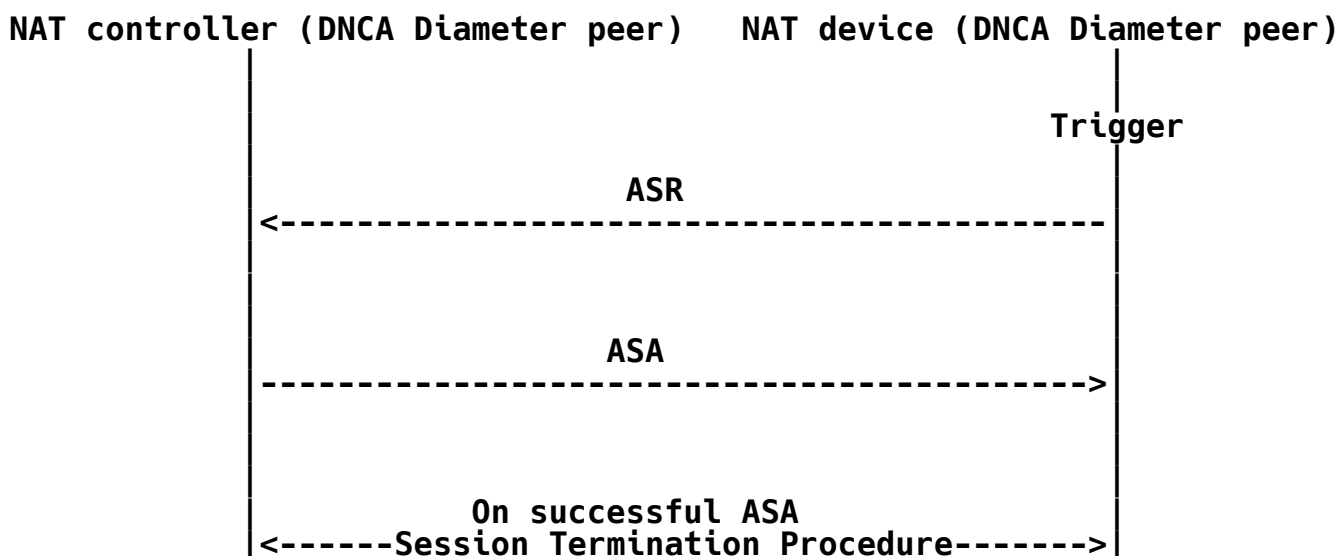 NAT controller (DNCA Diameter peer)   NAT device (DNCA Diameter peer)
Trigger
ASR
ASA
On successful ASA
<------Session Termination Procedure------->